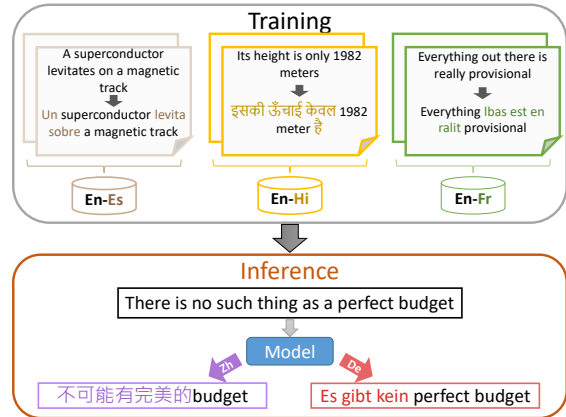 Training
A superconductor
levitates on a magnetic
track
Un superconductor levita
sobre a magnetic track
En-Es
Its height is only 1982
meters
इसकी ऊँचाई केवल 1982
meter है
En-Hi
Everything out there is
really provisional
Everything lbas est en
ralit provisional
En-Fr
Inference
There is no such thing as a perfect budget
Model
Zh
De
不可能有完美的budget
Es gibt kein perfect budget